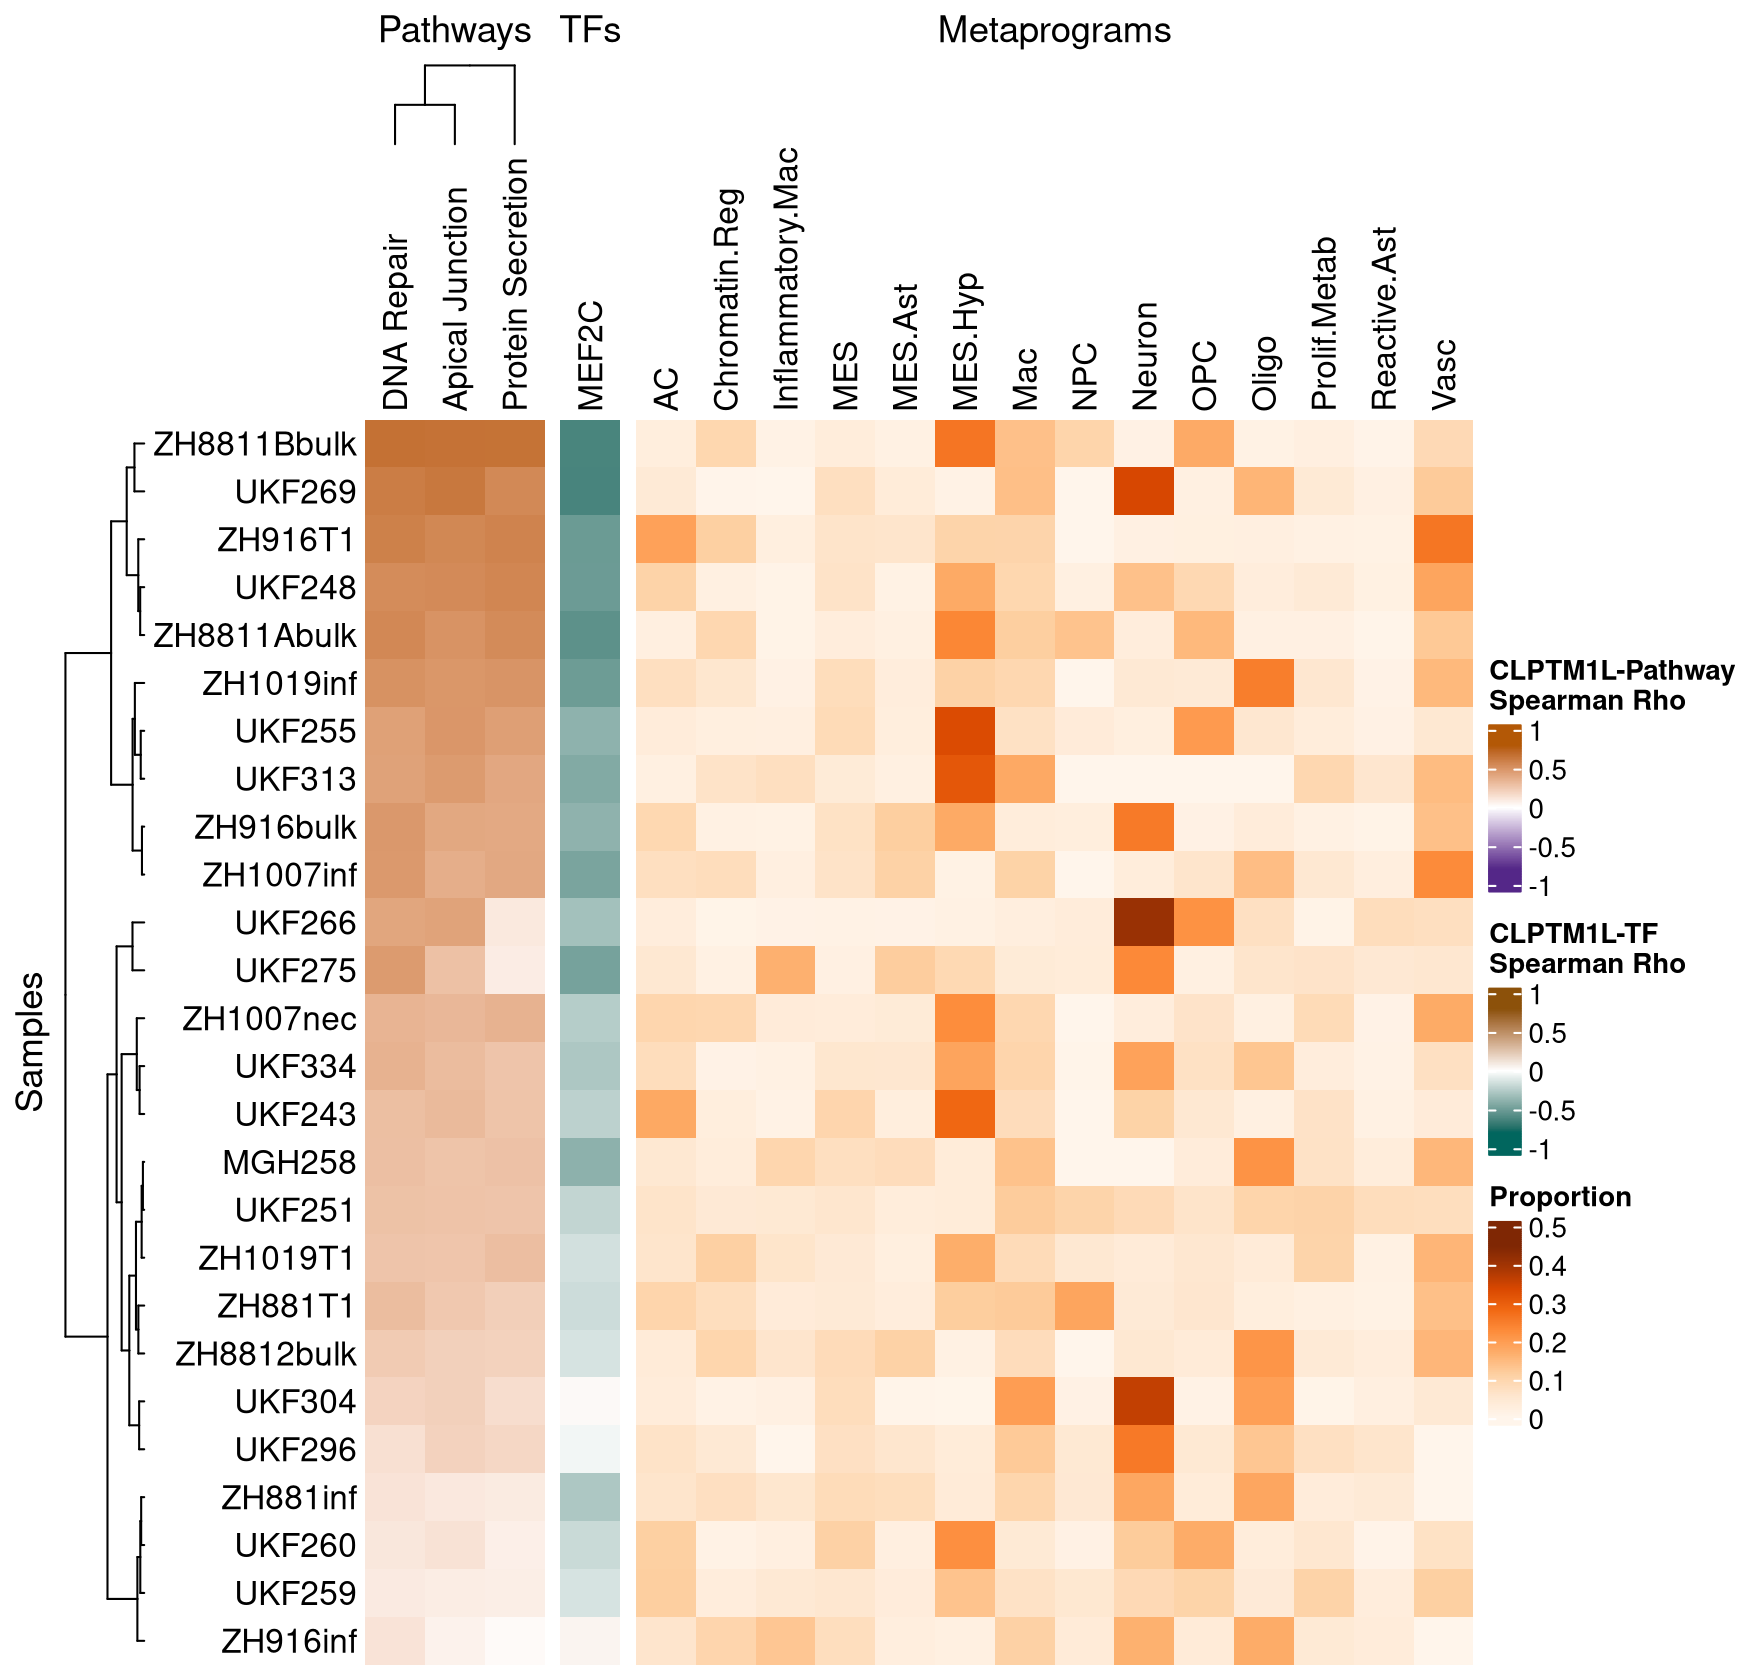 Pathways TFs Metaprograms
DNA Repair
Apical Junction
Protein Secretion
MEF2C
AC
Chromatin.Reg
Inflammatory.Mac
MES
MES.Ast
MES.Hyp
Mac
NPC
Neuron
OPC
Oligo
Prolif.Metab
Reactive.Ast
Vasc
Samples
ZH8811Bbulk
UKF269
ZH916T1
UKF248
ZH8811Abulk
ZH1019inf
UKF255
UKF313
ZH916bulk
ZH1007inf
UKF266
UKF275
ZH1007nec
UKF334
UKF243
MGH258
UKF251
ZH1019T1
ZH881T1
ZH8812bulk
UKF304
UKF296
ZH881inf
UKF260
UKF259
ZH916inf
CLPTM1L-Pathway
Spearman Rho
1
0.5
0
-0.5
-1
CLPTM1L-TF
Spearman Rho
1
0.5
0
-0.5
-1
Proportion
0.5
0.4
0.3
0.2
0.1
0